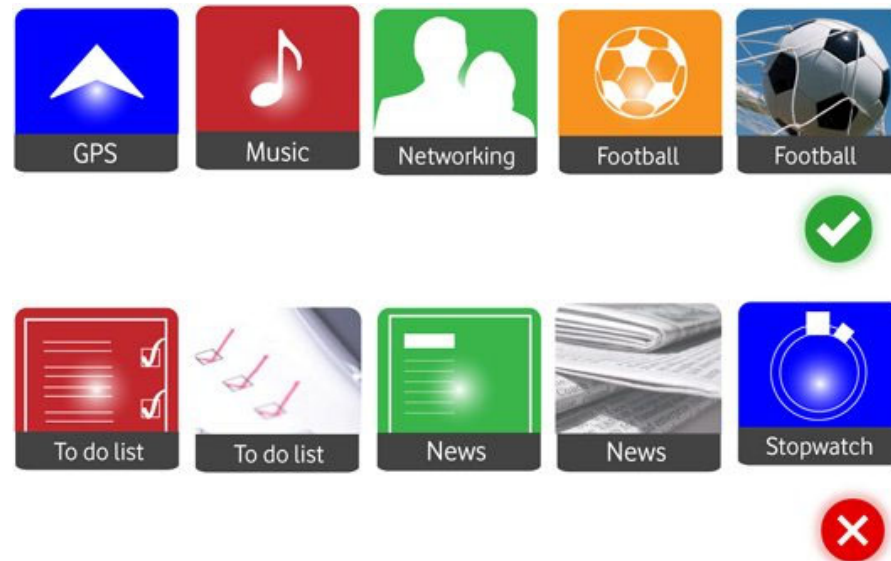 GPS
Music
Networking
Football
Football
To do list
To do list
News
News
Stopwatch